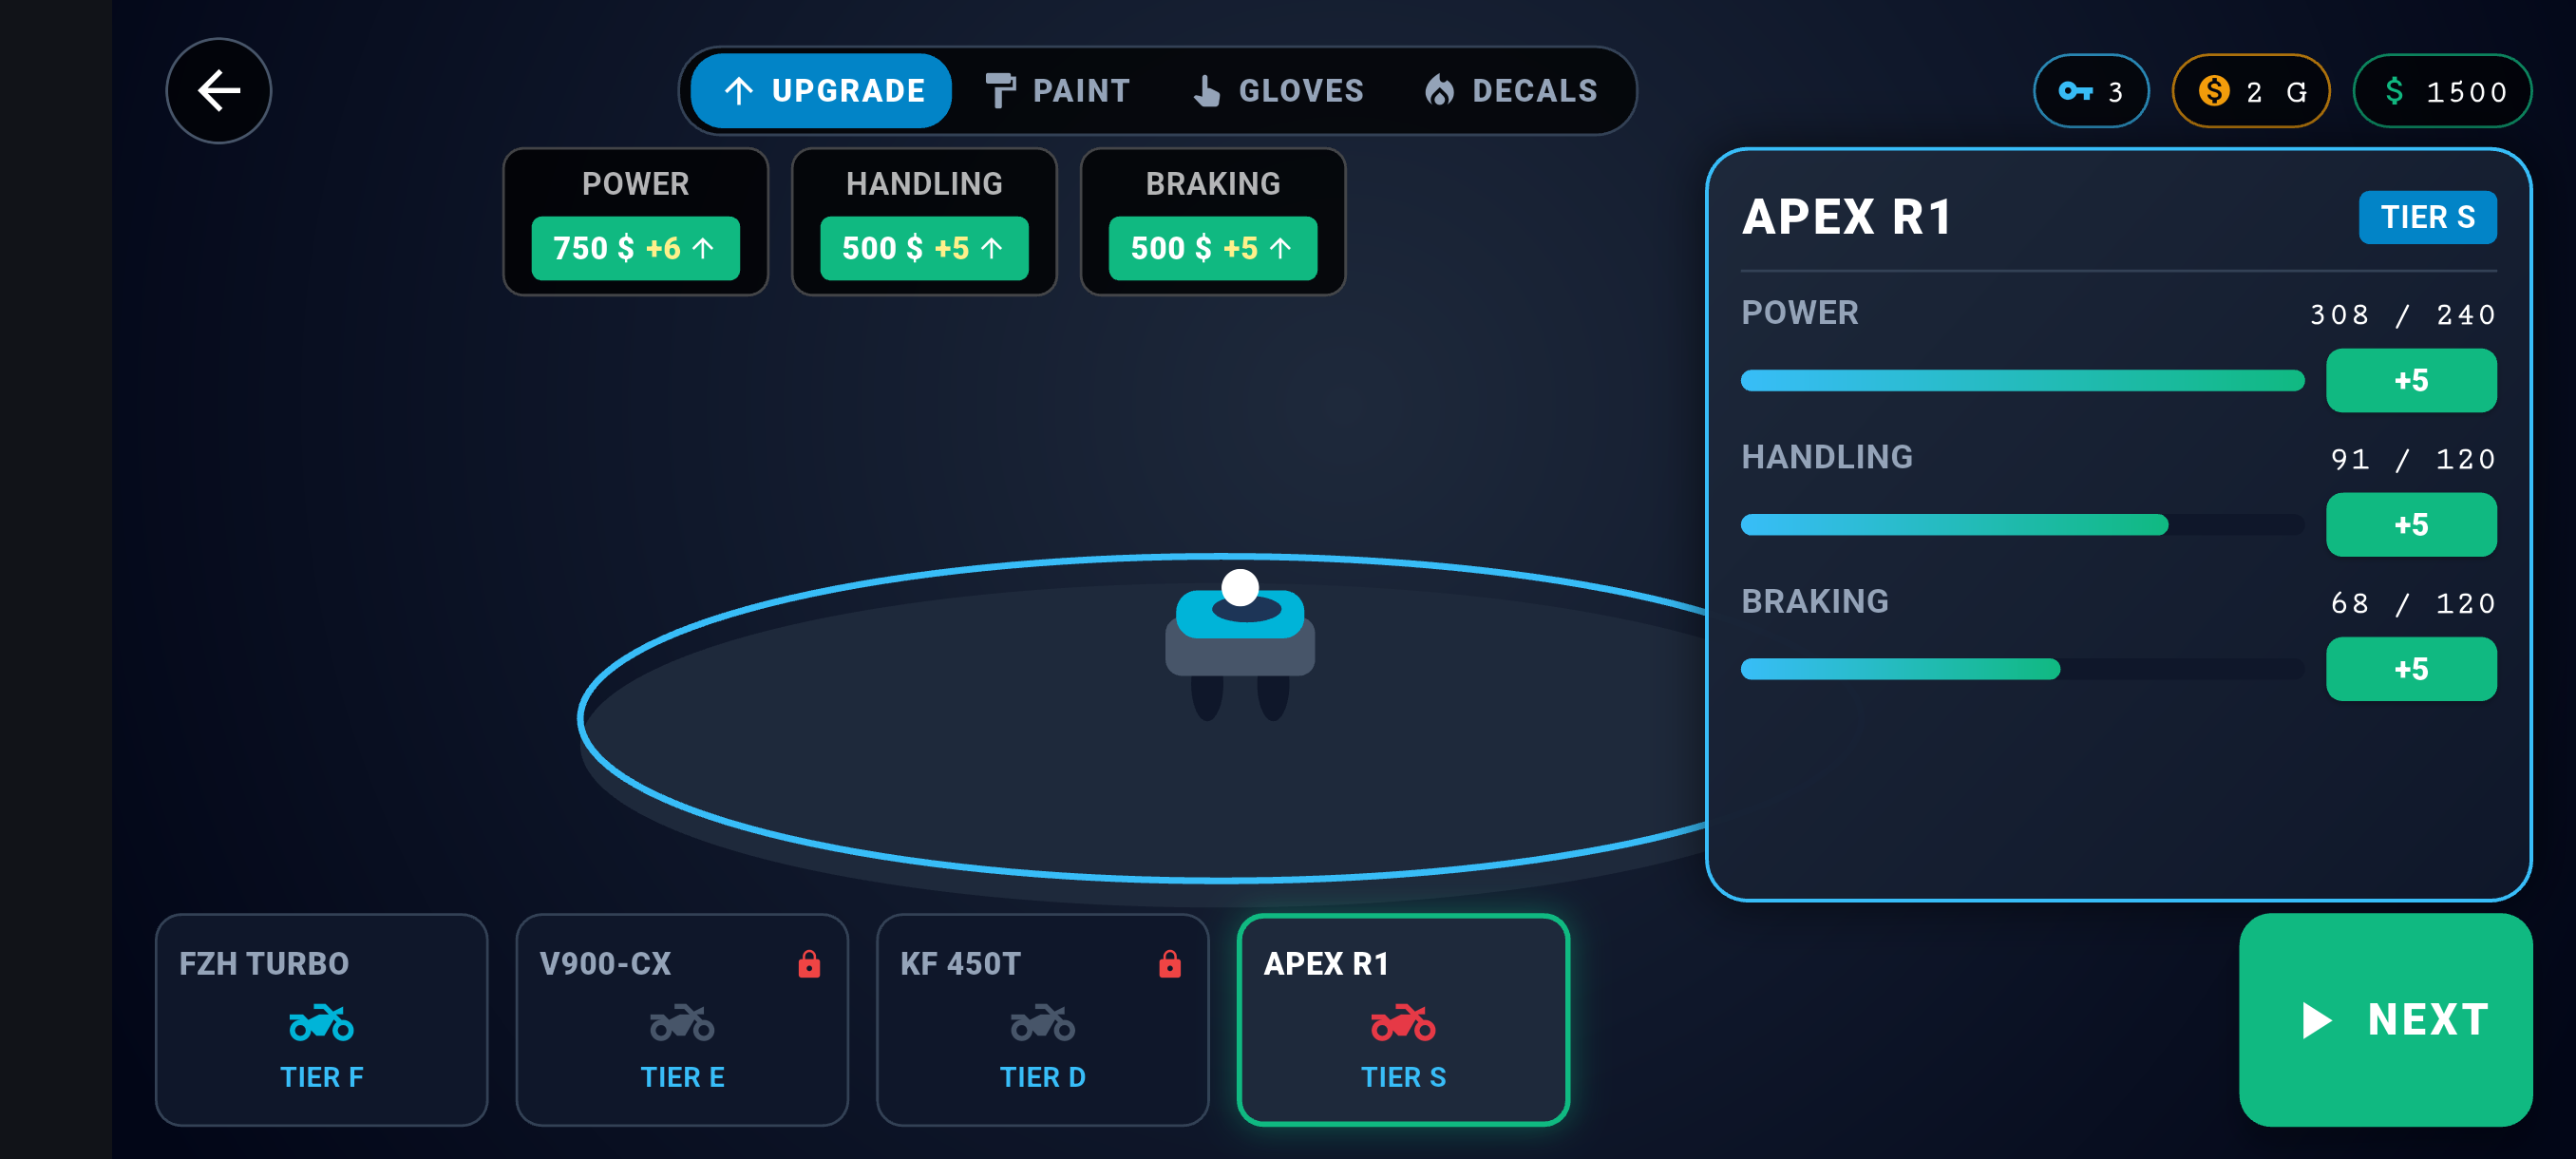 UPGRADE PAINT GLOVES DECALS
3 2 G $ 1500
POWER
750 $ +6
HANDLING
500 $ +5
BRAKING
500 $ +5
APEX R1
TIER S
POWER 308 / 240
+5
HANDLING 91 / 120
+5
BRAKING 68 / 120
+5
FZH TURBO
TIER F
V900-CX
TIER E
KF 450T
TIER D
APEX R1
TIER S
NEXT